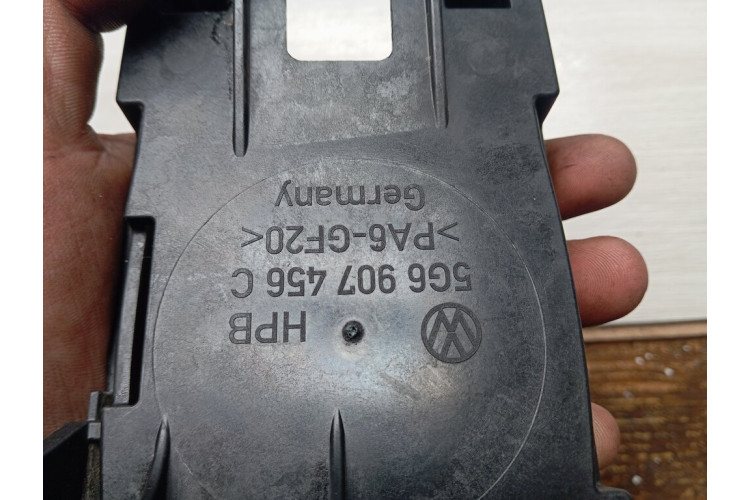 HPB
5G6 907 456 C
>PA6-GF20<
Germany